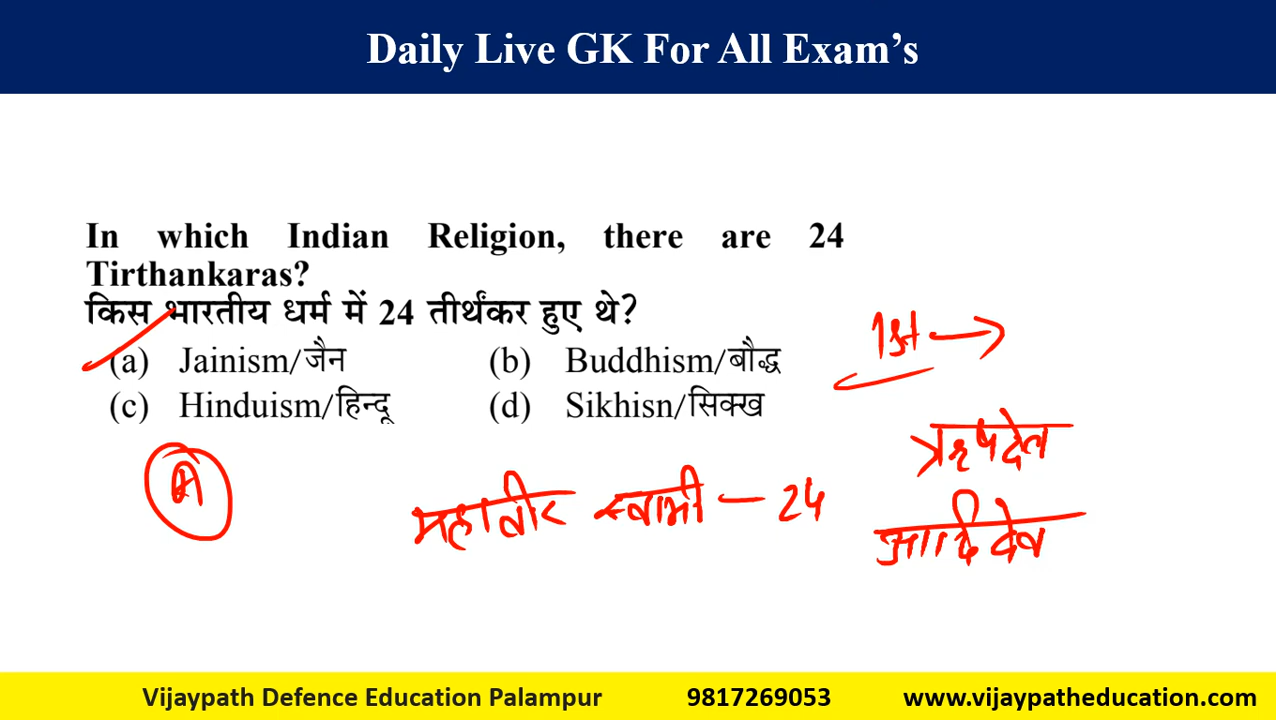 Daily Live GK For All Exam's
In which Indian Religion, there are 24
Tirthankaras?
किस भारतीय धर्म में 24 तीर्थंकर हुए थे?
(a) Jainism/जैन (b) Buddhism/बौद्ध
(c) Hinduism/हिन्दू (d) Sikhisn/सिक्ख
1st
ऋषदेव
महावीर स्वामी - 24
आदिदेव
Vijaypath Defence Education Palampur 9817269053 www.vijaypatheducation.com